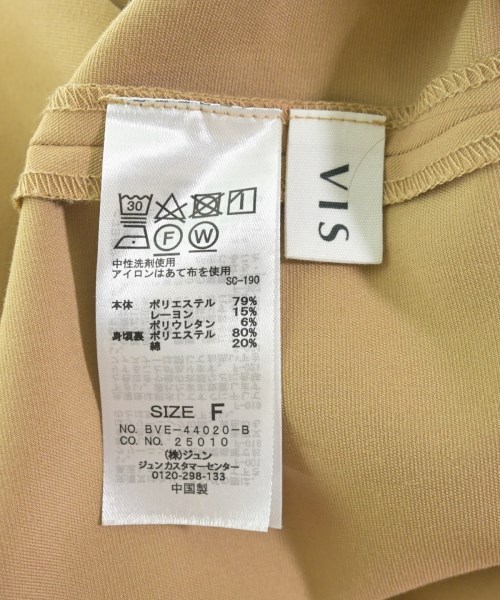 30
F W
中性洗剤使用
アイロンはあて布を使用
SC-190
本体 ポリエステル 79%
レーヨン 15%
ポリウレタン 6%
身頃裏 ポリエステル 80%
綿 20%
SIZE F
NO. BVE-44020-B
CO. NO. 25010
(株)ジュン
ジュンカスタマーセンター
0120-298-133
中国製
VIS